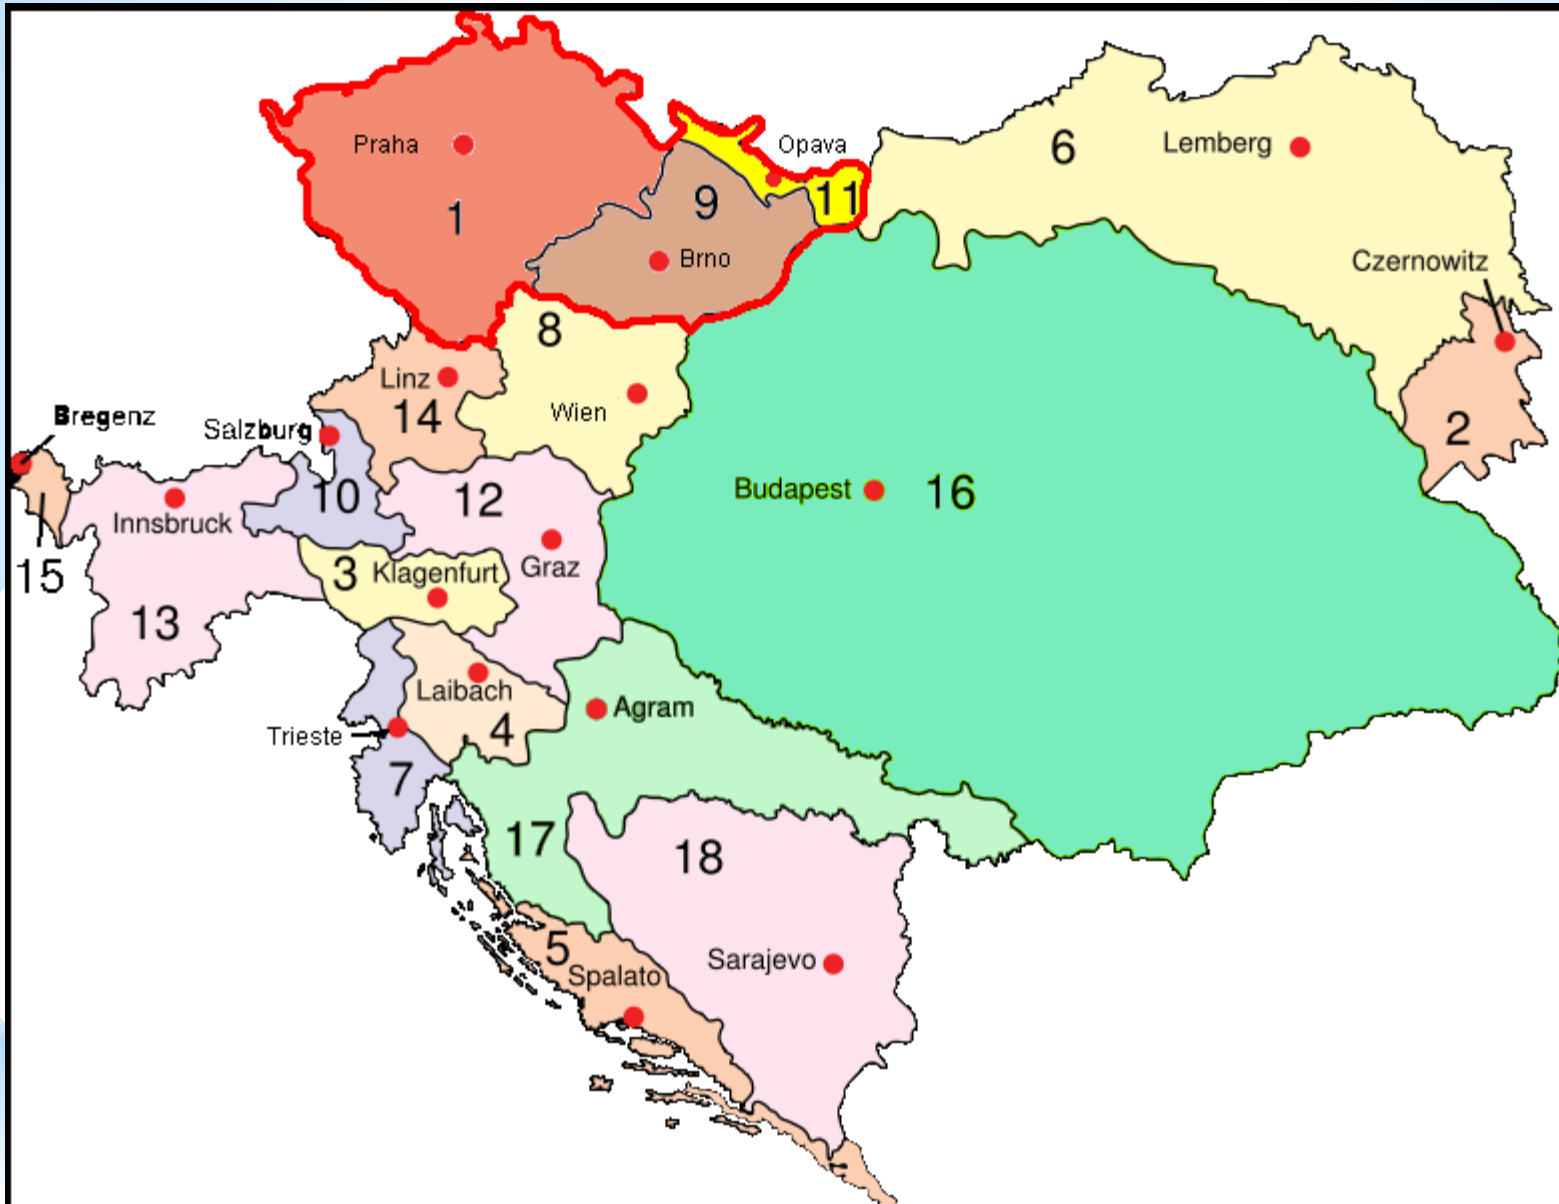 Praha
Opava
6
Lemberg
11
9
1
Brno
Czernowitz
8
Linz
Wien
14
Bregenz
Salzburg
2
10
12
Budapest
16
Innsbruck
15
3
Klagenfurt
Graz
13
Laibach
4
Agram
Trieste
7
17
18
5
Spalato
Sarajevo